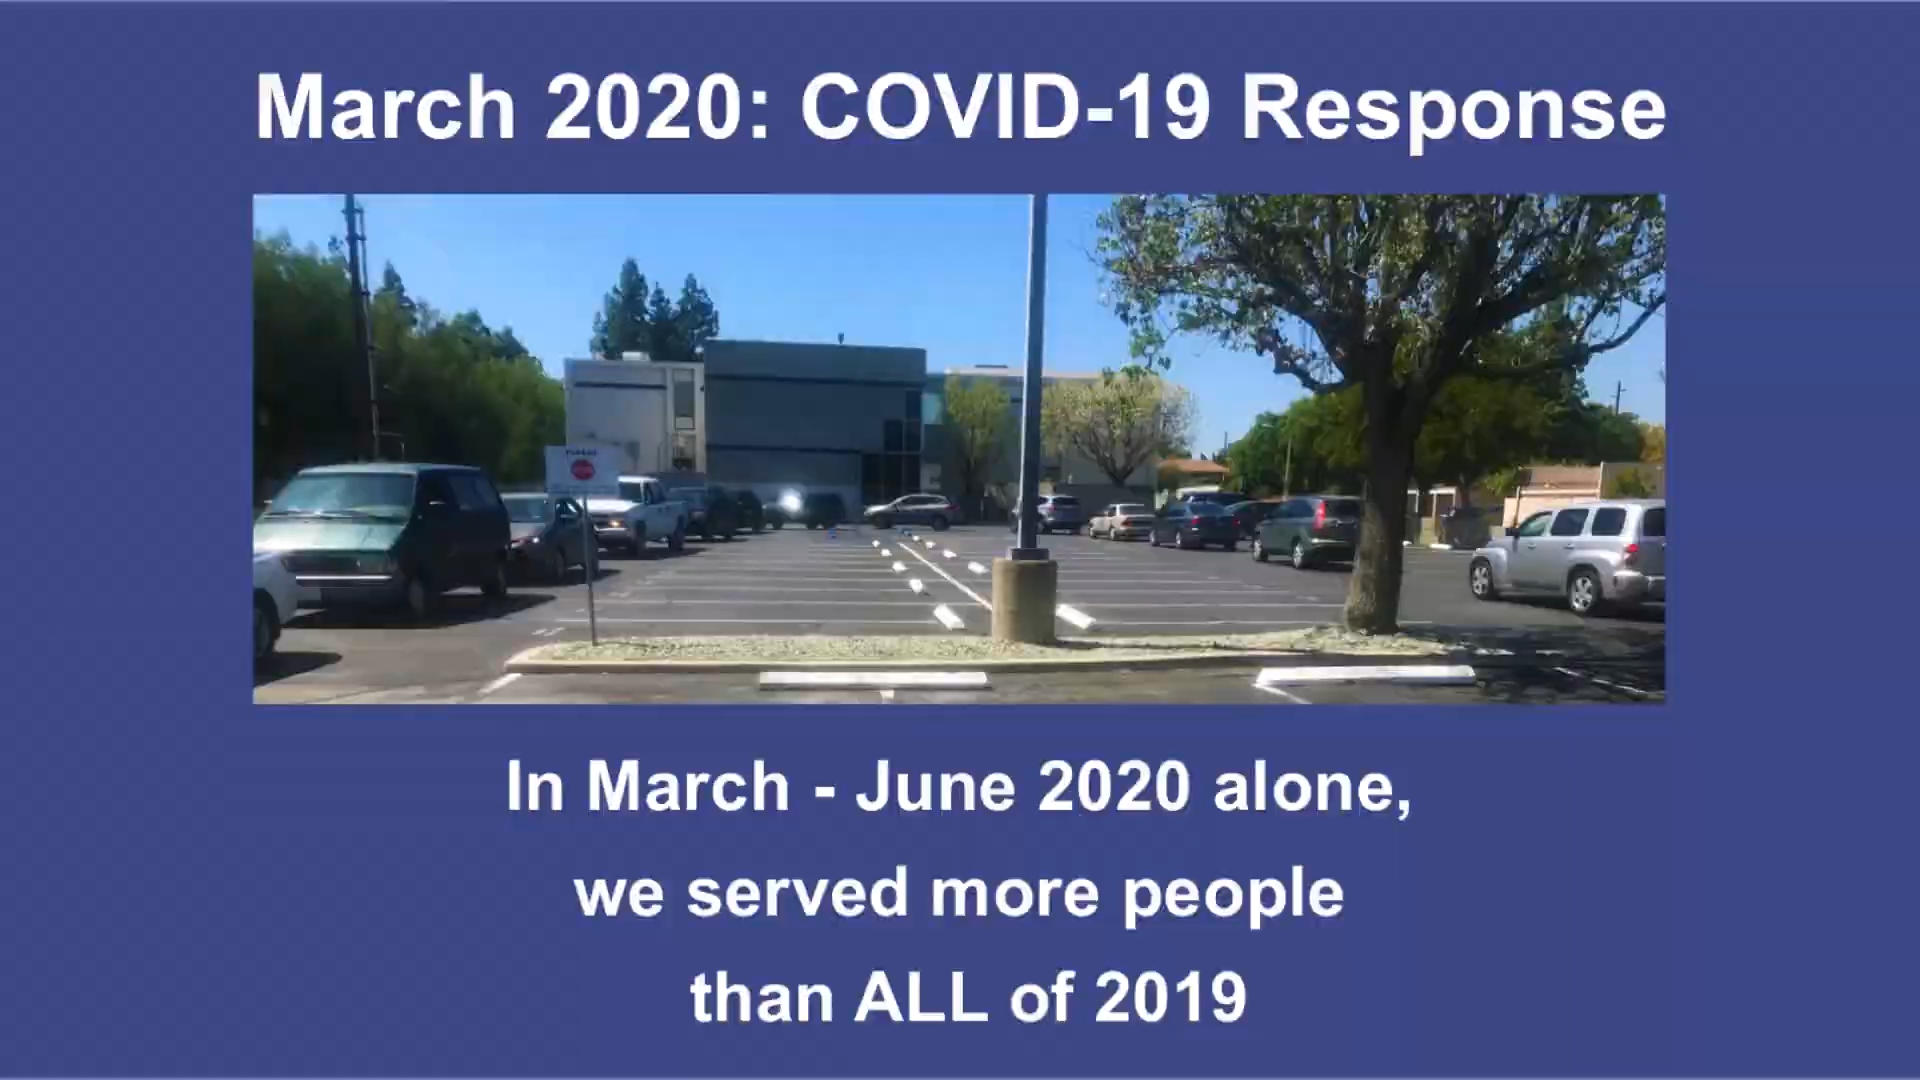 March 2020: COVID-19 Response
In March - June 2020 alone,
we served more people
than ALL of 2019